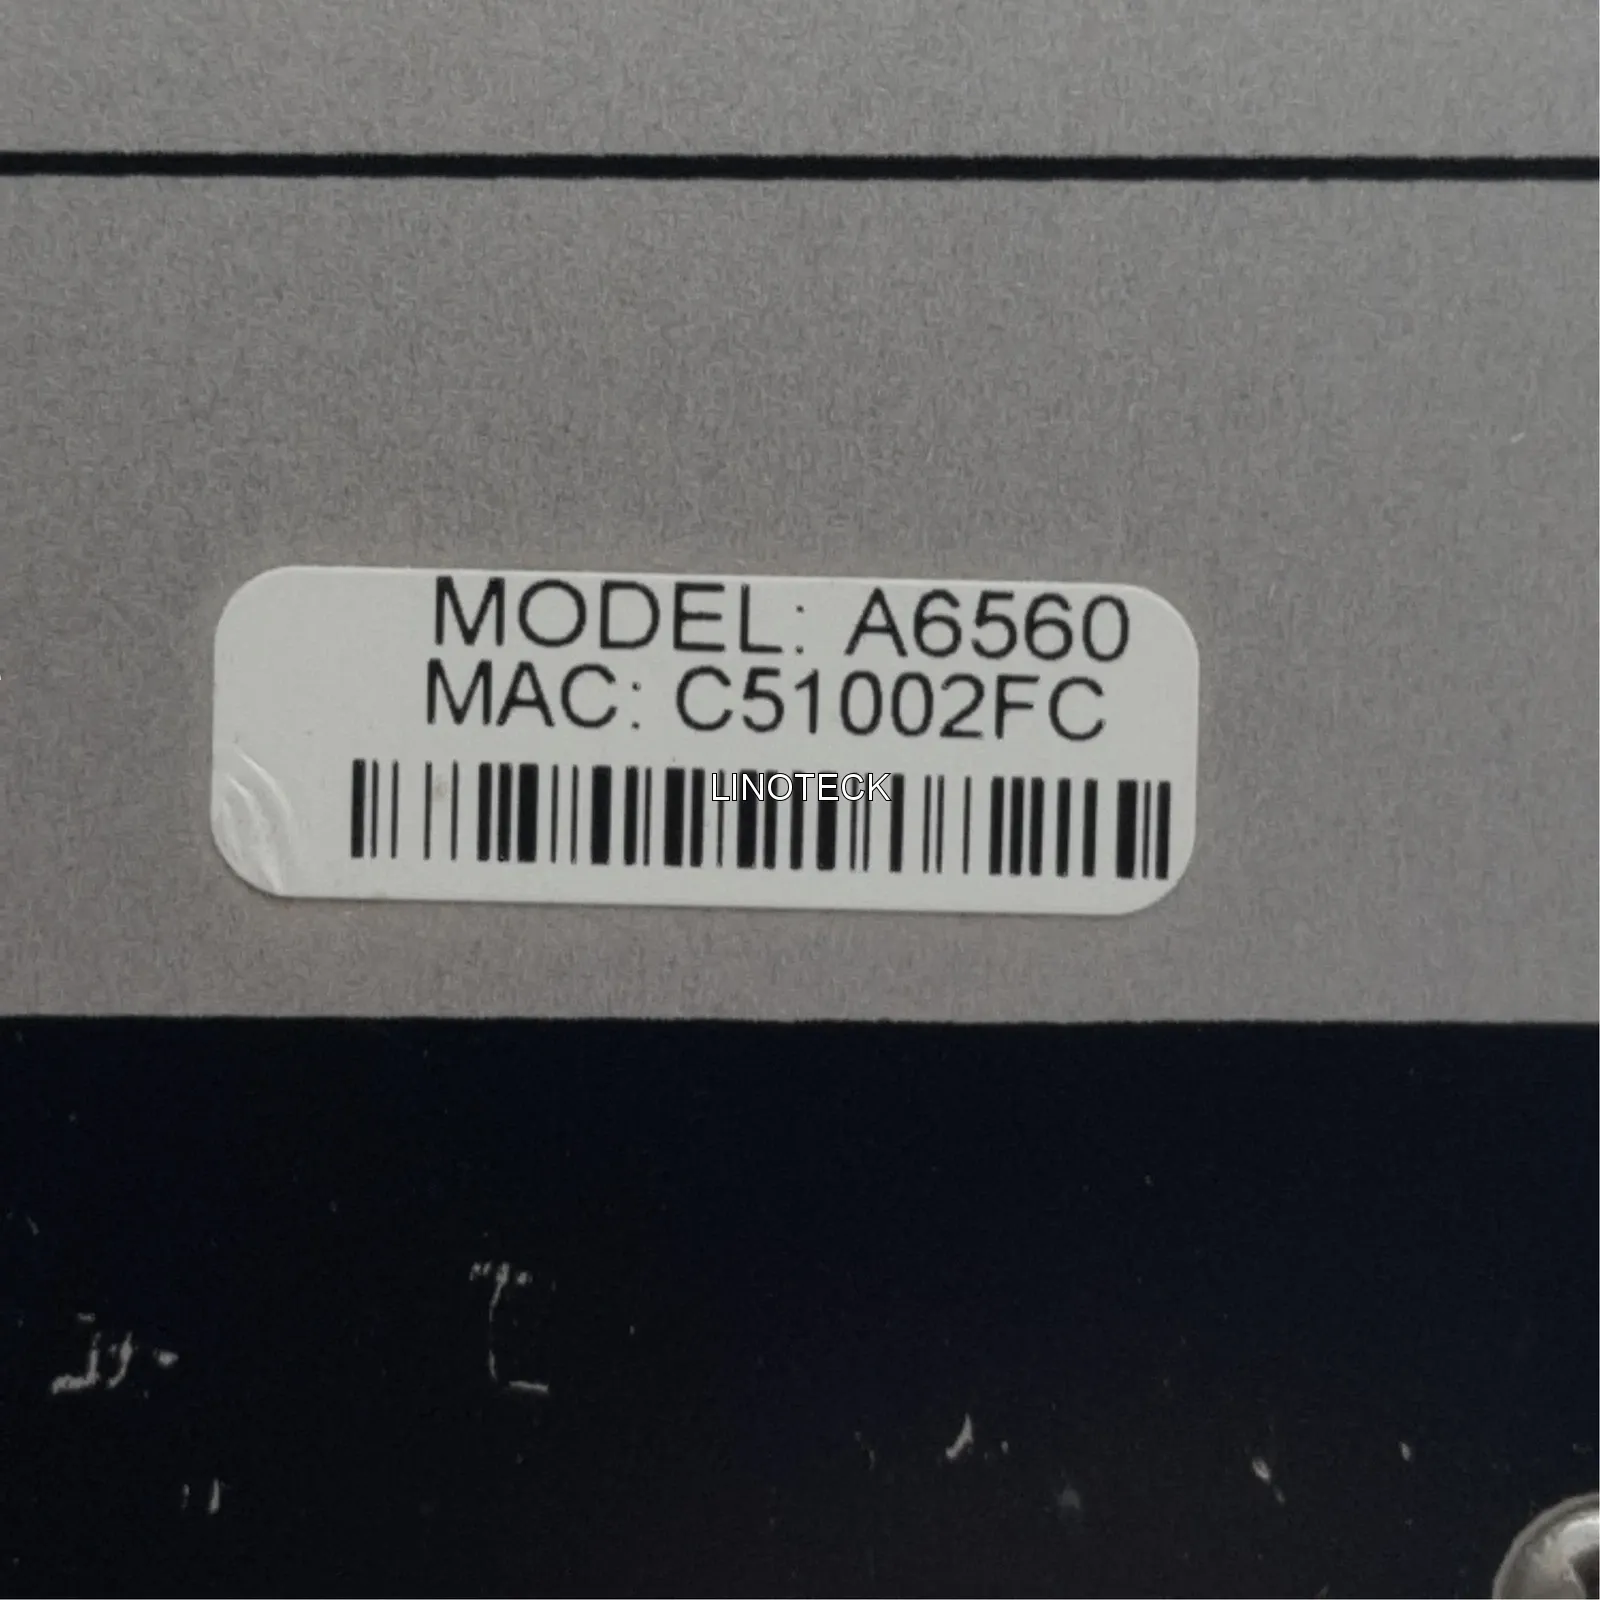 MODEL: A6560
MAC: C51002FC
LINOTECK